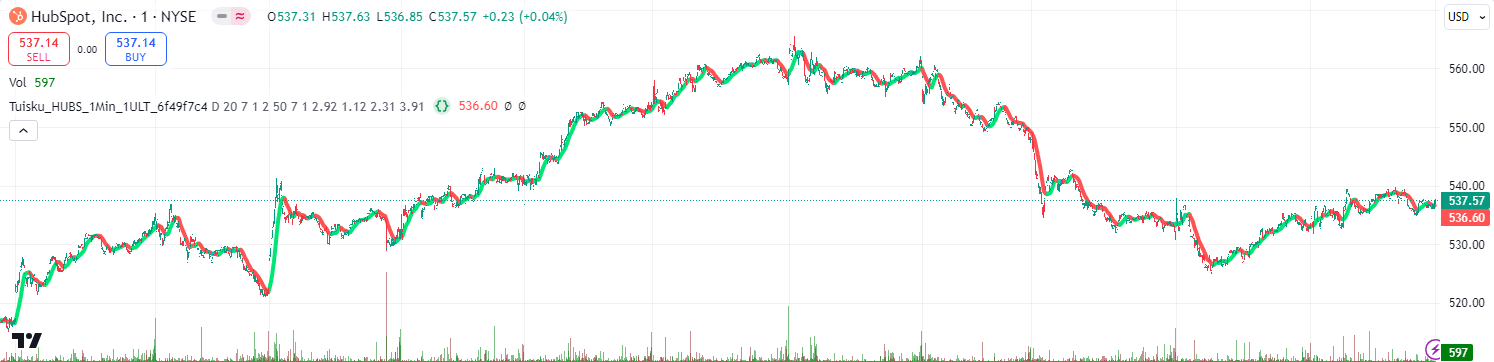 HubSpot, Inc. · 1 · NYSE O537.31 H537.63 L536.85 C537.57 +0.23 (+0.04%)
USD
537.14 SELL 0.00 537.14 BUY
Vol 597
Tuisku_HUBS_1Min_1ULT_6f49f7c4 D 20 7 1 2 50 7 1 2.92 1.12 2.31 3.91 {} 536.60 Ø Ø
560.00
550.00
540.00
537.57
536.60
530.00
520.00
597